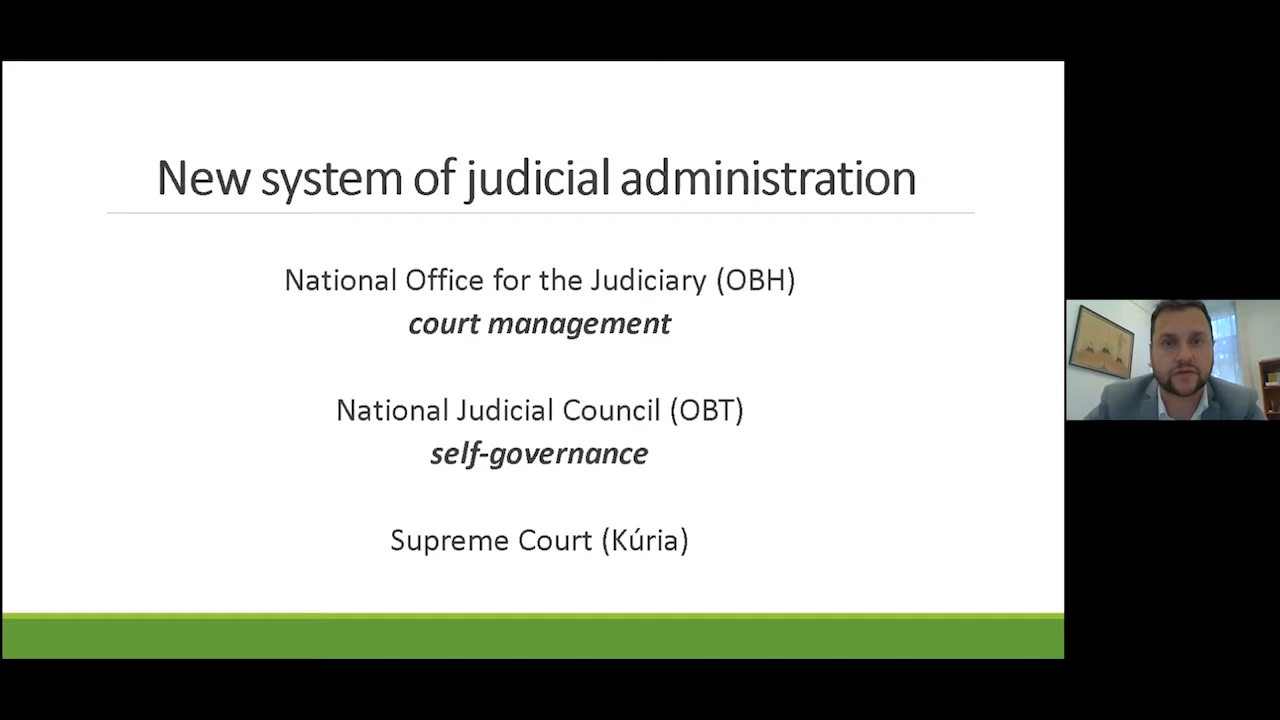 New system of judicial administration
National Office for the Judiciary (OBH)
court management
National Judicial Council (OBT)
self-governance
Supreme Court (Kúria)